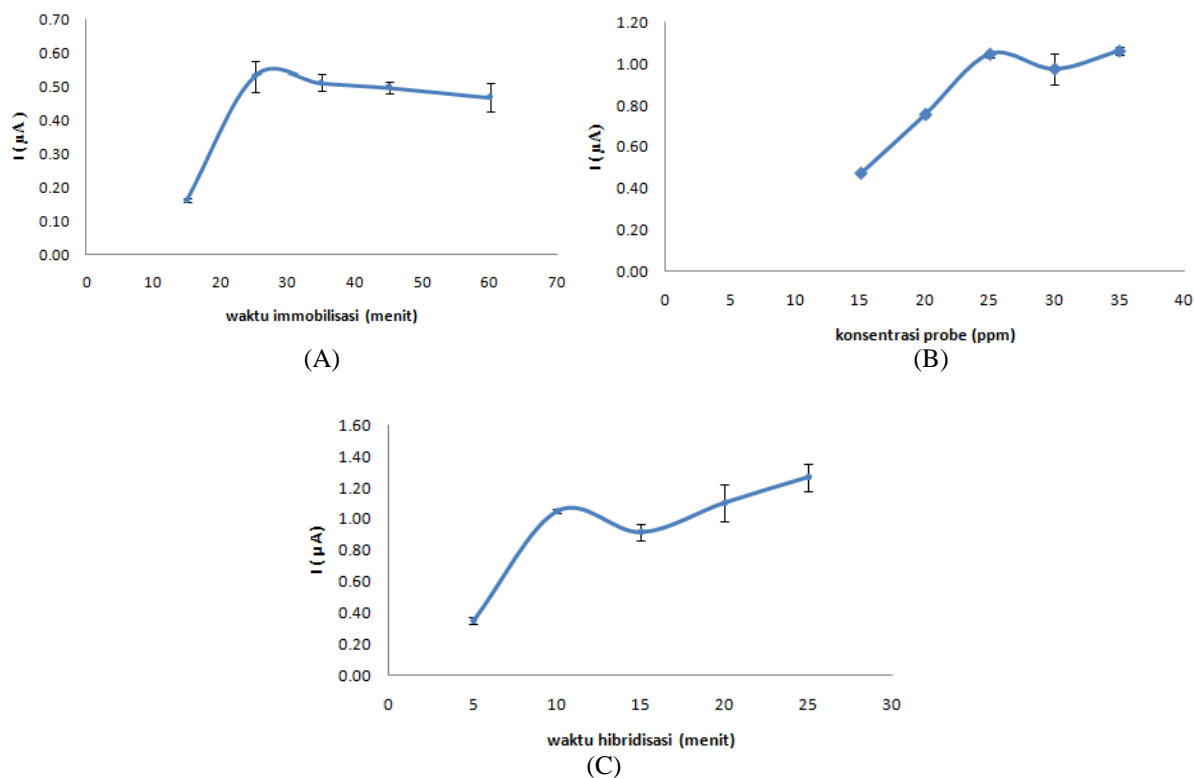 0.70
0.60
0.50
0.40
0.30
0.20
0.10
0.00
I (µA)
0 10 20 30 40 50 60 70
waktu immobilisasi (menit)
(A)
1.20
1.00
0.80
0.60
0.40
0.20
0.00
I (µA)
0 5 10 15 20 25 30 35 40
konsentrasi probe (ppm)
(B)
1.60
1.40
1.20
1.00
0.80
0.60
0.40
0.20
0.00
I (µA)
0 5 10 15 20 25 30
waktu hibridisasi (menit)
(C)